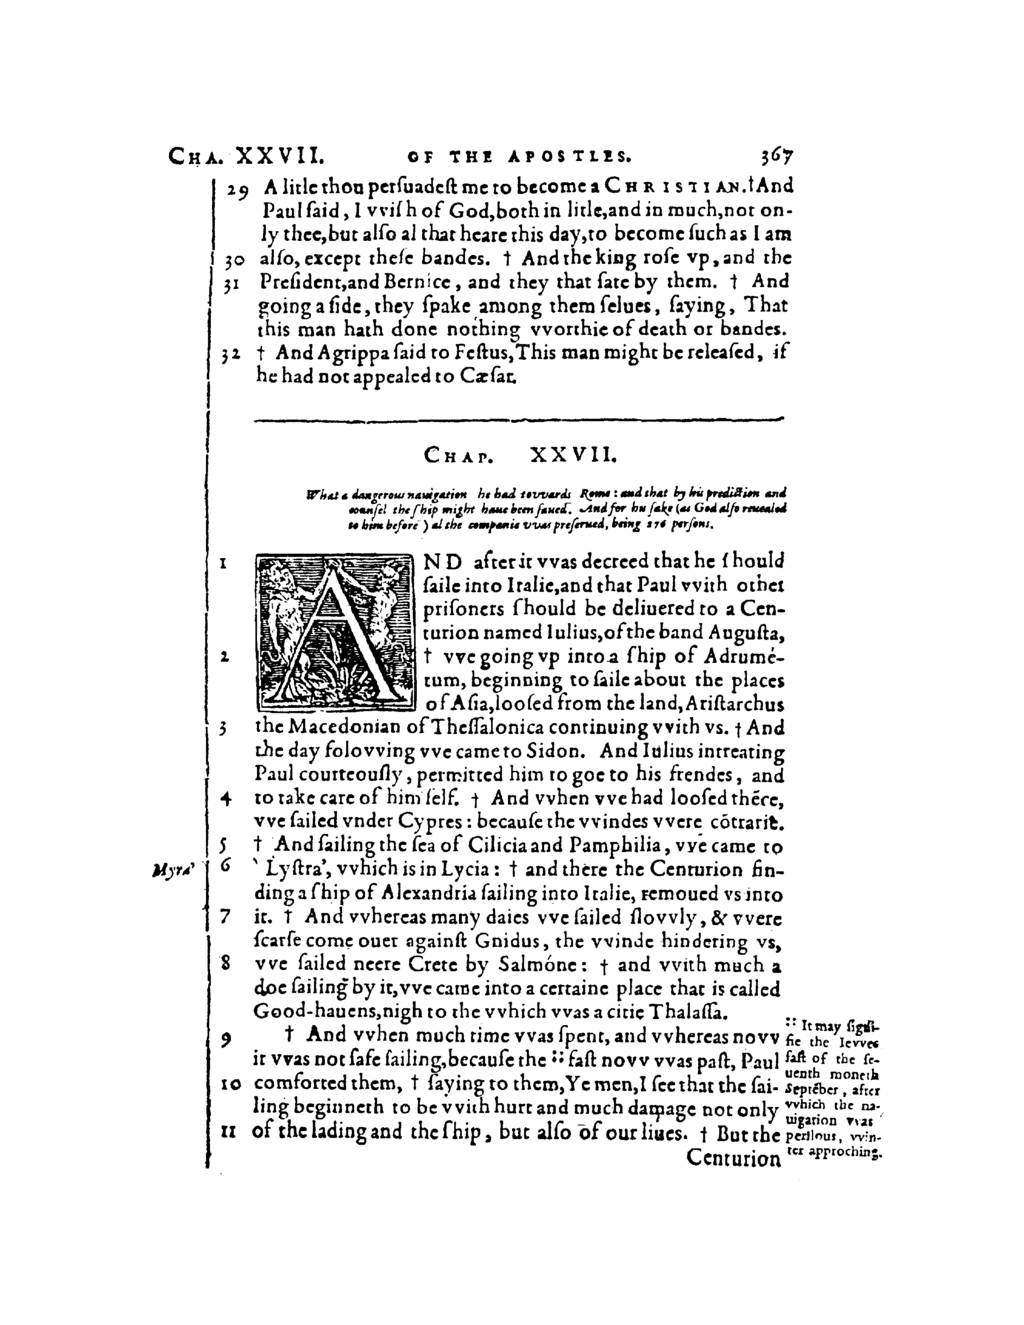 CHA. XXVII. OF THE APOSTLES. 367
29 A litle thou perſuadeſt me to become a CHRISTIAN. † And
Paul ſaid, I vviſh of God, both in litle, and in much, not on-
ly thee, but alſo al that heare this day, to become ſuch as I am
30 alſo, except theſe bandes. † And the king roſe vp, and the
31 Preſident, and Bernice, and they that ſate by them. † And
going aſide, they ſpake among them ſelues, ſaying, That
this man hath done nothing vvorthie of death or bandes.
32 † And Agrippa ſaid to Feſtus, This man might be releaſed, if
he had not appealed to Cæſar.
CHAP. XXVII.
What a dangerous nauigation he had tovvards Rome: and that by his prediction and
counſel the ſhip might haue been ſaued. And for his ſake (as God alſo reuealed
to him before) al the companie vvas preſerued, being 276 perſons.
1 AND after it vvas decreed that he ſhould
ſaile into Italie, and that Paul vvith other
priſoners ſhould be deliuered to a Cen-
turion named Iulius, of the band Auguſta,
2 † vve going vp into a ſhip of Adrumé-
tum, beginning to ſaile about the places
of Aſia, looſed from the land, Ariſtarchus
3 the Macedonian of Theſſalonica continuing vvith vs. † And
the day folovving vve came to Sidon. And Iulius intreating
Paul courteouſly, permitted him to goe to his frendes, and
4 to take care of him ſelf. † And vvhen vve had looſed thēce,
vve ſailed vnder Cypres: becauſe the vvindes vvere cōtrarie.
5 † And ſailing the ſea of Cilicia and Pamphilia, vve came to
Myra' 6 ‵ Lyſtra', vvhich is in Lycia: † and there the Centurion fin-
ding a ſhip of Alexandria ſailing into Italie, remoued vs into
7 it. † And vvhereas many daies vve ſailed ſlovvly, & vvere
ſcarſe come ouer againſt Gnidus, the vvinde hindering vs,
8 vve ſailed neere Crete by Salmóne: † and vvith much a
doe ſailing by it, vve came into a certaine place that is called
Good-hauens, nigh to the vvhich vvas a citie Thalaſſa.
9 † And vvhen much time vvas ſpent, and vvhereas novv
it vvas not ſafe ſailing, becauſe the :: faſt novv vvas paſt, Paul
10 comforted them, † ſaying to them, Ye men, I ſee that the ſai-
ling beginneth to be vvith hurt and much damage not only
11 of the lading and the ſhip, but alſo of our liues. † But the
Centurion
:: It may ſigni-
fie the Ievves
faſt of the ſe-
uenth moneth
Septēber, after
vvhich the na-
uigation vvas
perilous, vvin-
ter approching.